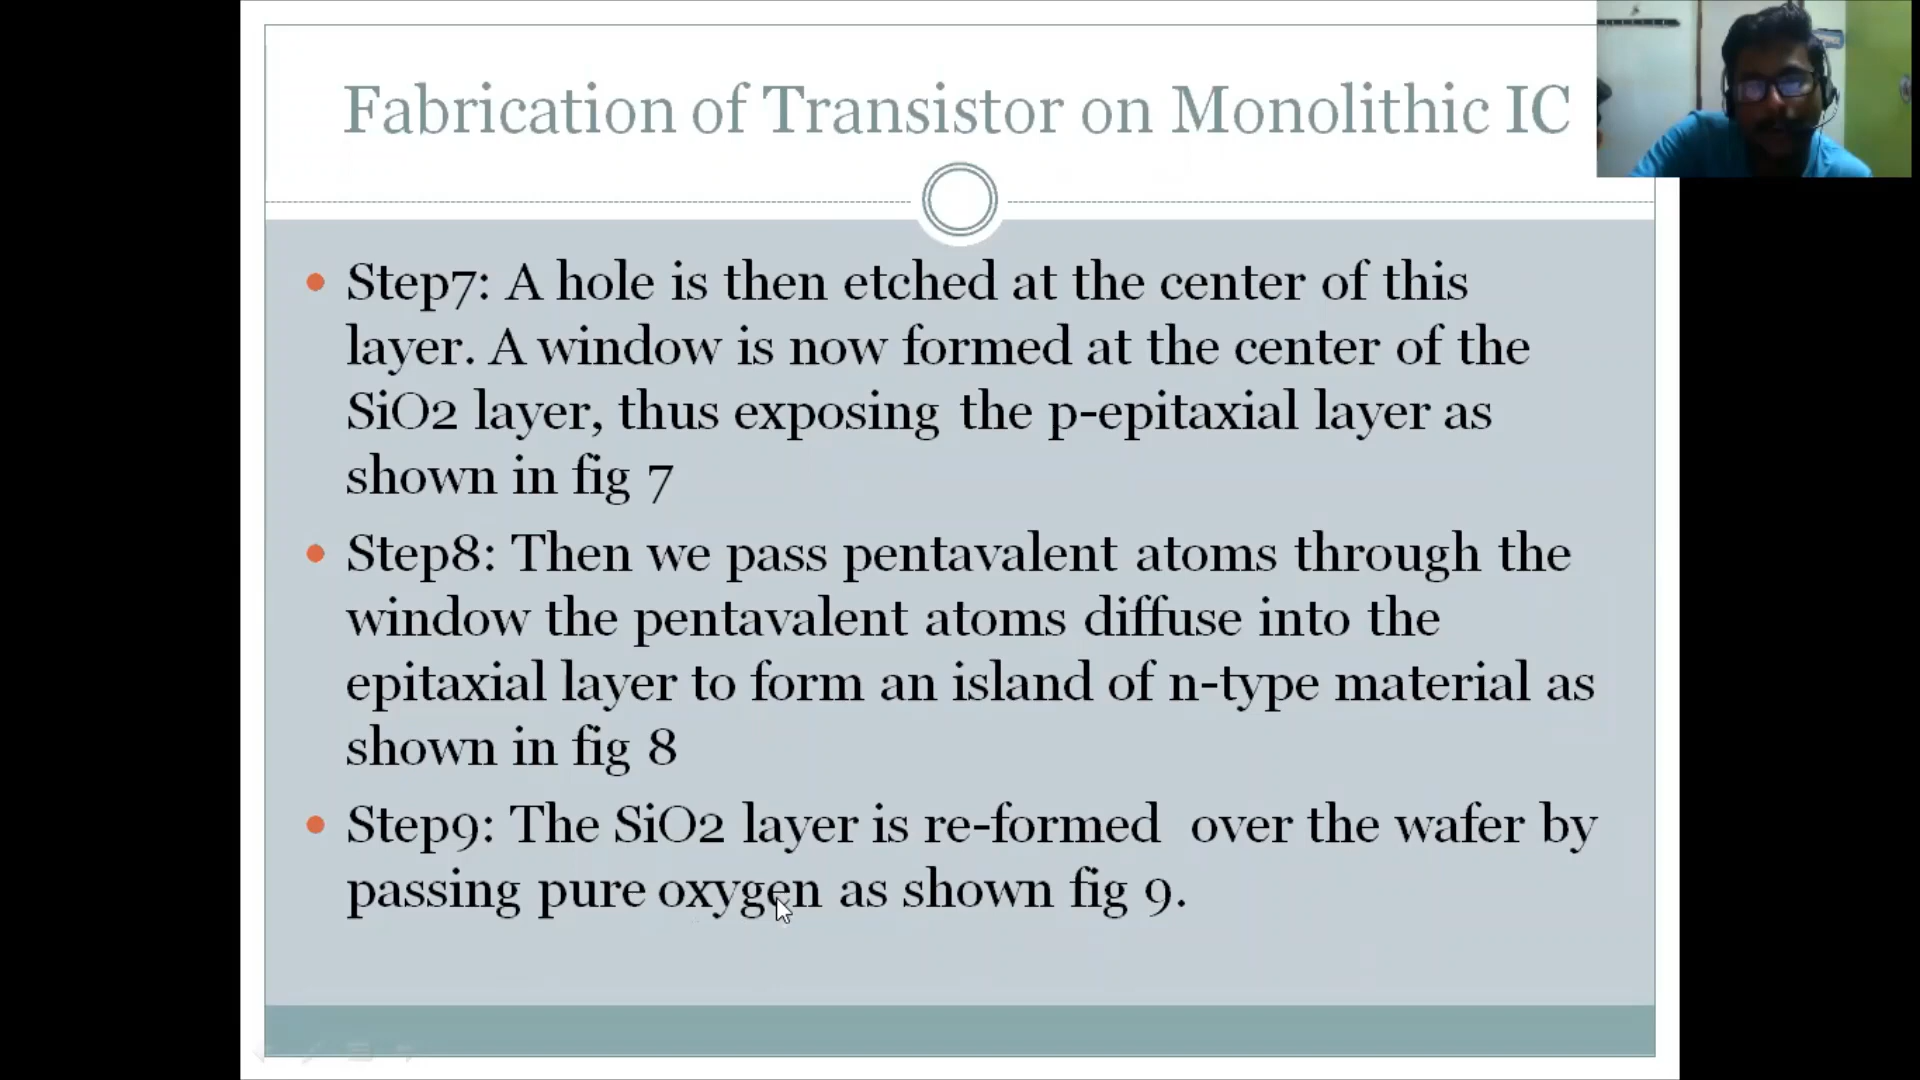 Fabrication of Transistor on Monolithic IC
Step7: A hole is then etched at the center of this
layer. A window is now formed at the center of the
SiO2 layer, thus exposing the p-epitaxial layer as
shown in fig 7
Step8: Then we pass pentavalent atoms through the
window the pentavalent atoms diffuse into the
epitaxial layer to form an island of n-type material as
shown in fig 8
Step9: The SiO2 layer is re-formed over the wafer by
passing pure oxygen as shown fig 9.